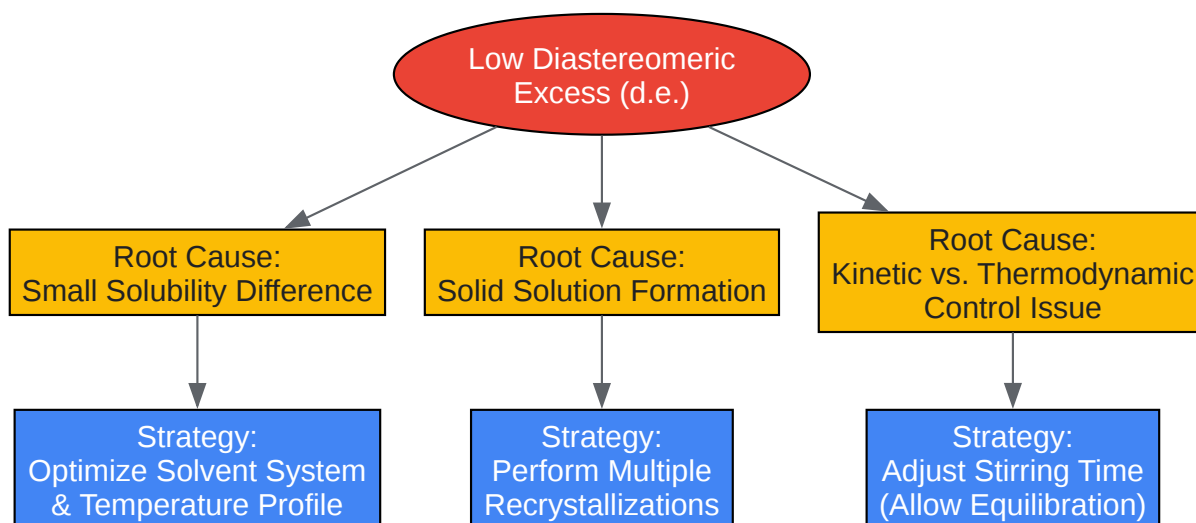 Low Diastereomeric
Excess (d.e.)
Root Cause:
Small Solubility Difference
Root Cause:
Solid Solution Formation
Root Cause:
Kinetic vs. Thermodynamic
Control Issue
Strategy:
Optimize Solvent System
& Temperature Profile
Strategy:
Perform Multiple
Recrystallizations
Strategy:
Adjust Stirring Time
(Allow Equilibration)